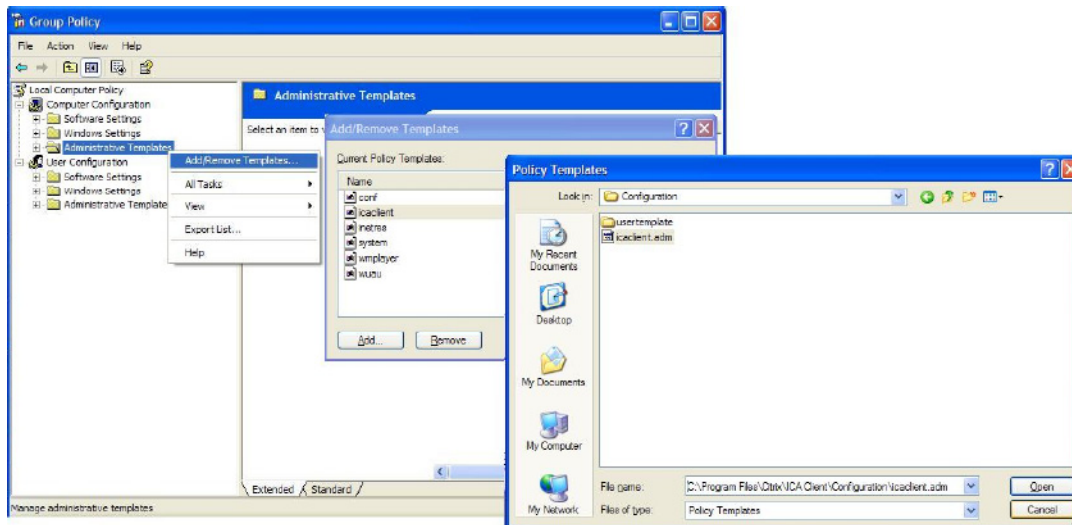 Group Policy
File Action View Help
Local Computer Policy
Computer Configuration
Software Settings
Windows Settings
Administrative Templates
User Configuration
Software Settings
Windows Settings
Administrative Template
Administrative Templates
Select an item to v
Add/Remove Templates...
All Tasks
View
Export List...
Help
Extended Standard
Manage administrative templates
Add/Remove Templates
Current Policy Templates:
Name
conf
icaclient
inetres
system
wmplayer
wuau
Add... Remove
Policy Templates
Look in: Configuration
My Recent
Documents
Desktop
My Documents
My Computer
My Network
usertemplate
icaclient.adm
File name: C:\Program Files\Citrix\ICA Client\Configuration\icaclient.adm Open
Files of type: Policy Templates Cancel